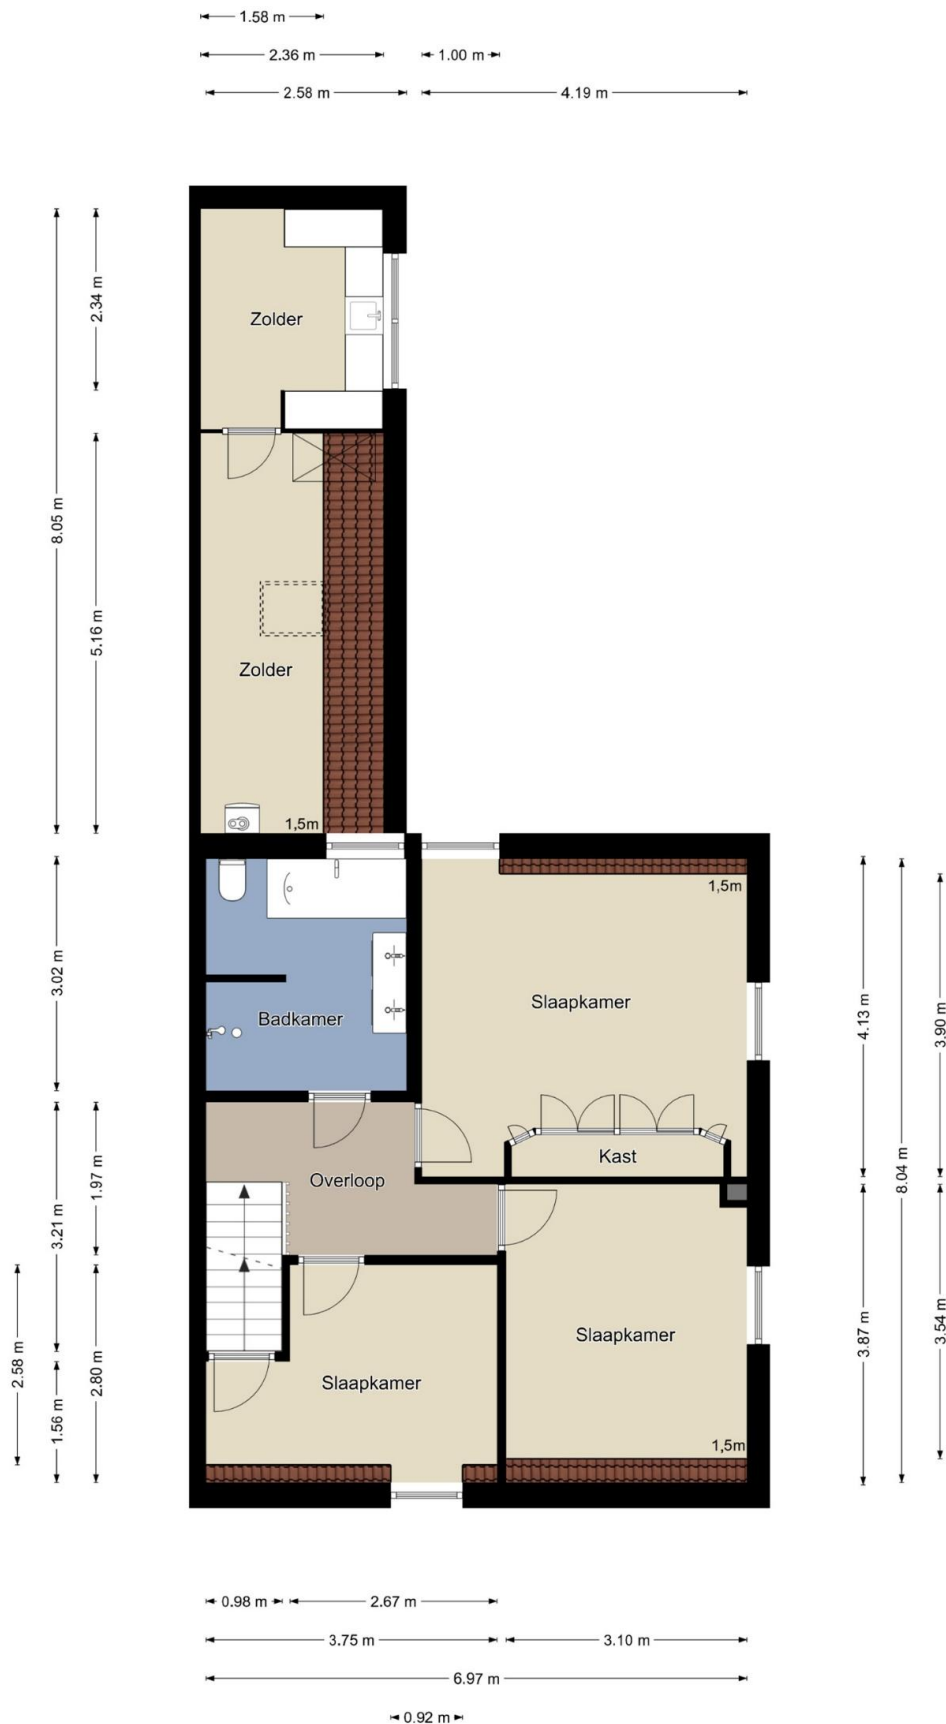 1.58 m
2.36 m
1.00 m
2.58 m
4.19 m
Zolder
2.34 m
8.05 m
5.16 m
Zolder
1,5m
1,5m
3.02 m
Slaapkamer
4.13 m
3.90 m
Badkamer
Kast
8.04 m
Overloop
1.97 m
3.21 m
Slaapkamer
3.87 m
3.54 m
2.58 m
2.80 m
Slaapkamer
1.56 m
1,5m
0.98 m
2.67 m
3.75 m
3.10 m
6.97 m
0.92 m